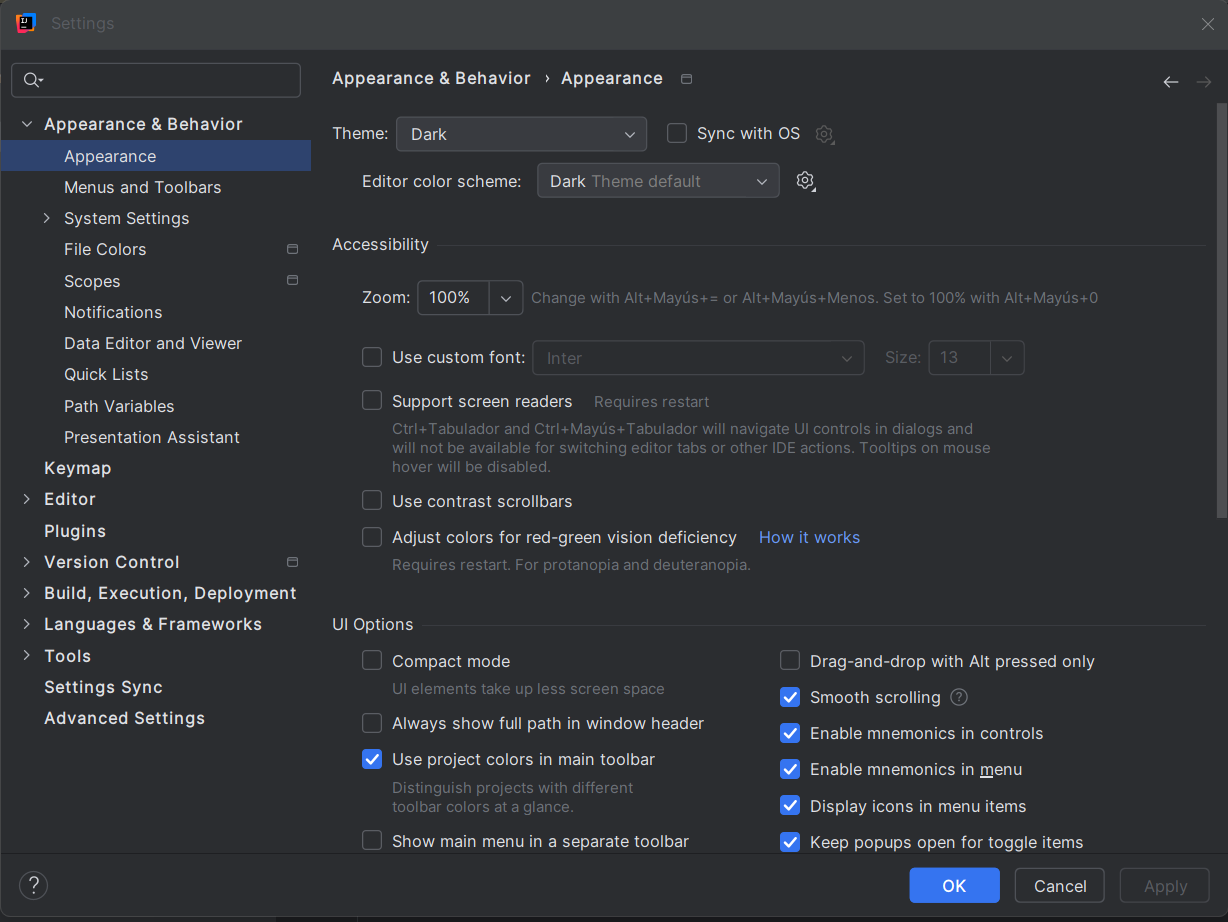 Settings
Appearance & Behavior
Appearance
Menus and Toolbars
System Settings
File Colors
Scopes
Notifications
Data Editor and Viewer
Quick Lists
Path Variables
Presentation Assistant
Keymap
Editor
Plugins
Version Control
Build, Execution, Deployment
Languages & Frameworks
Tools
Settings Sync
Advanced Settings
Appearance & Behavior › Appearance
Theme: Dark Sync with OS
Editor color scheme: Dark Theme default
Accessibility
Zoom: 100% Change with Alt+Mayús+= or Alt+Mayús+Menos. Set to 100% with Alt+Mayús+0
Use custom font: Inter Size: 13
Support screen readers Requires restart
Ctrl+Tabulador and Ctrl+Mayús+Tabulador will navigate UI controls in dialogs and
will not be available for switching editor tabs or other IDE actions. Tooltips on mouse
hover will be disabled.
Use contrast scrollbars
Adjust colors for red-green vision deficiency How it works
Requires restart. For protanopia and deuteranopia.
UI Options
Compact mode
UI elements take up less screen space
Always show full path in window header
Use project colors in main toolbar
Distinguish projects with different
toolbar colors at a glance.
Show main menu in a separate toolbar
Drag-and-drop with Alt pressed only
Smooth scrolling ?
Enable mnemonics in controls
Enable mnemonics in menu
Display icons in menu items
Keep popups open for toggle items
? OK Cancel Apply